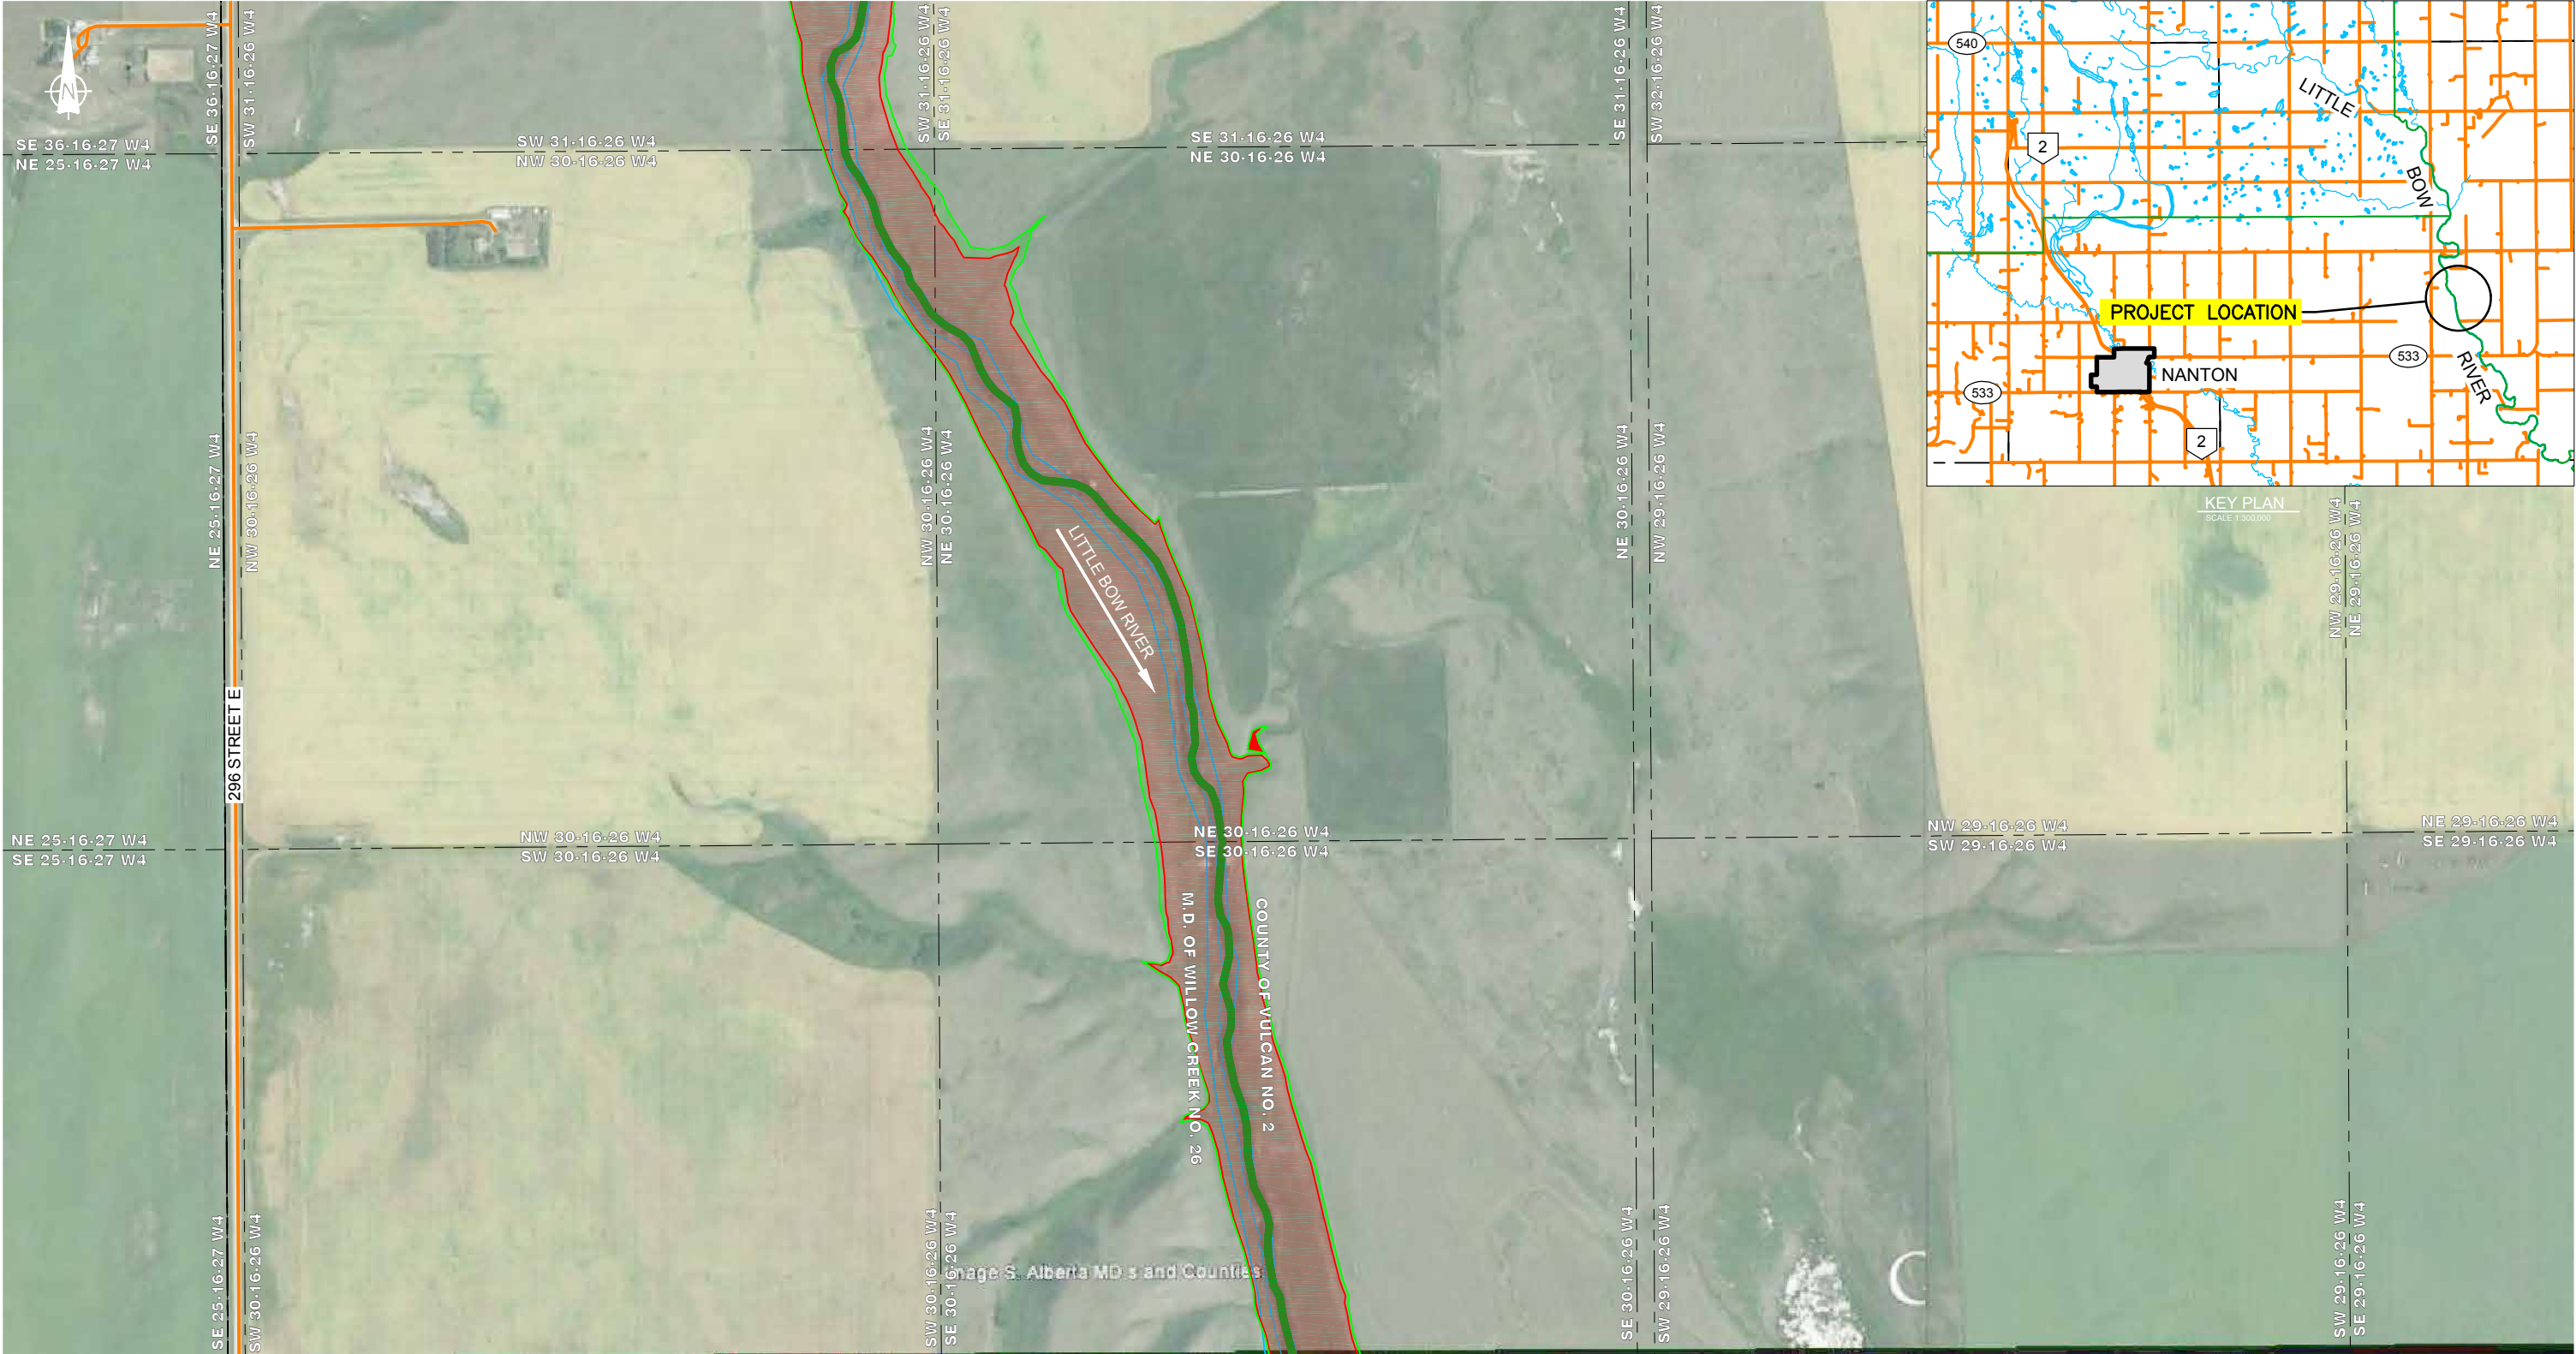 N
SE 36-16-27 W4
SW 31-16-26 W4
SE 36-16-27 W4
NE 25-16-27 W4
SW 31-16-26 W4
NW 30-16-26 W4
SW 31-16-26 W4
SE 31-16-26 W4
SE 31-16-26 W4
NE 30-16-26 W4
SE 31-16-26 W4
SW 32-16-26 W4
540
2
LITTLE
BOW
RIVER
PROJECT LOCATION
NANTON
533
533
2
KEY PLAN
SCALE 1:300,000
NE 25-16-27 W4
NW 30-16-26 W4
NW 30-16-26 W4
NE 30-16-26 W4
NE 30-16-26 W4
NW 29-16-26 W4
NW 29-16-26 W4
NE 29-16-26 W4
LITTLE BOW RIVER
296 STREET E
NE 25-16-27 W4
SE 25-16-27 W4
NW 30-16-26 W4
SW 30-16-26 W4
NE 30-16-26 W4
SE 30-16-26 W4
NW 29-16-26 W4
SW 29-16-26 W4
NE 29-16-26 W4
SE 29-16-26 W4
M.D. OF WILLOW CREEK NO. 26
COUNTY OF VULCAN NO. 2
SE 25-16-27 W4
SW 30-16-26 W4
SW 30-16-26 W4
SE 30-16-26 W4
SE 30-16-26 W4
SW 29-16-26 W4
SW 29-16-26 W4
SE 29-16-26 W4
mage S. Alberta MD s and Counties